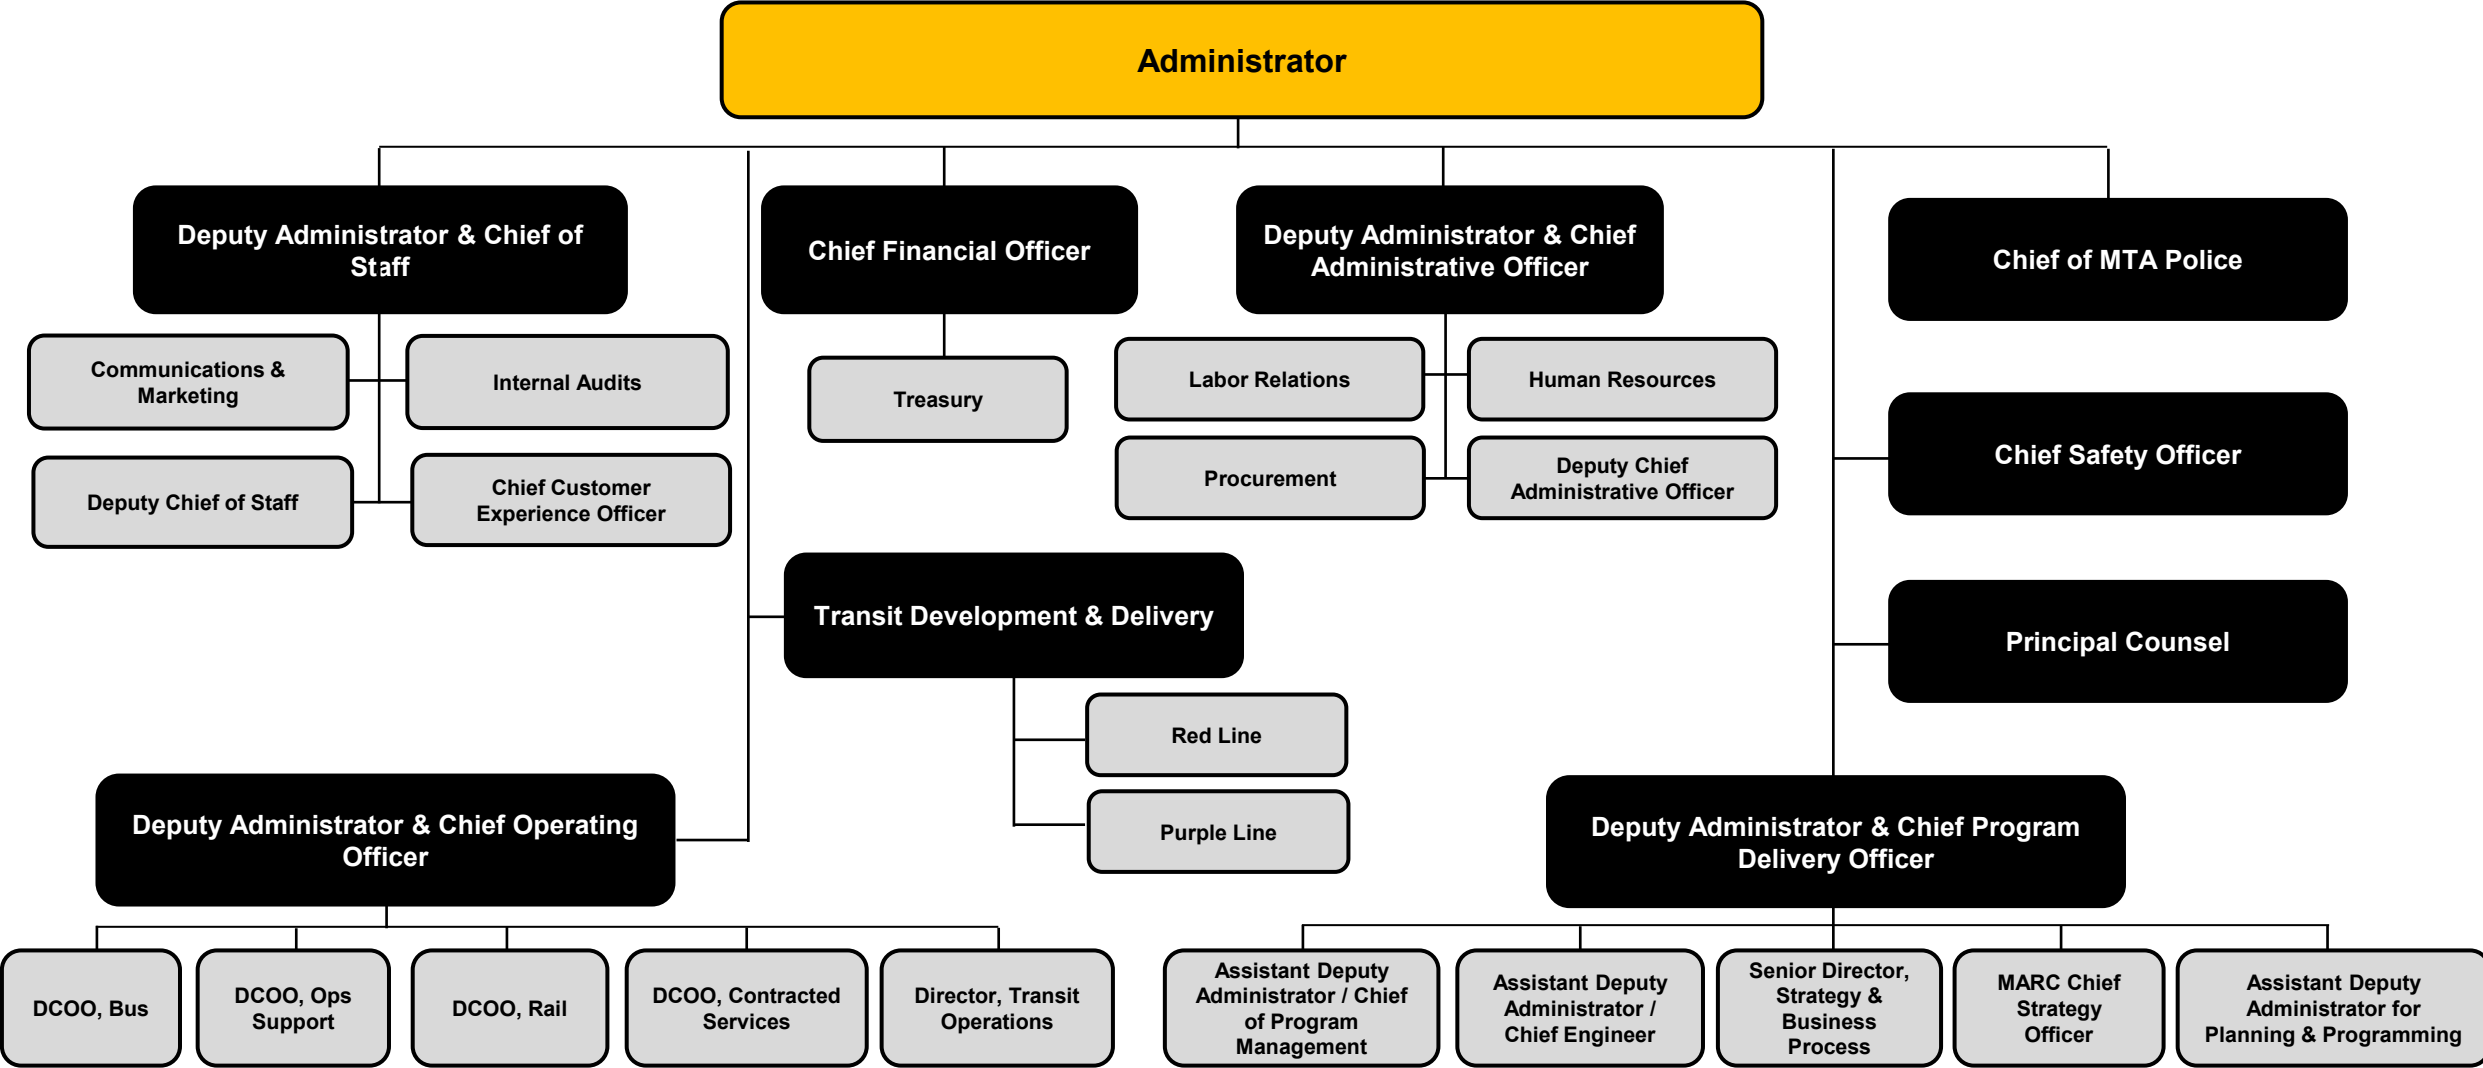 Administrator
Deputy Administrator & Chief of
Staff
Chief Financial Officer
Deputy Administrator & Chief
Administrative Officer
Chief of MTA Police
Communications &
Marketing
Internal Audits
Treasury
Labor Relations
Human Resources
Deputy Chief of Staff
Chief Customer
Experience Officer
Procurement
Deputy Chief
Administrative Officer
Chief Safety Officer
Transit Development & Delivery
Principal Counsel
Red Line
Purple Line
Deputy Administrator & Chief Operating
Officer
Deputy Administrator & Chief Program
Delivery Officer
DCOO, Bus
DCOO, Ops
Support
DCOO, Rail
DCOO, Contracted
Services
Director, Transit
Operations
Assistant Deputy
Administrator / Chief
of Program
Management
Assistant Deputy
Administrator /
Chief Engineer
Senior Director,
Strategy &
Business
Process
MARC Chief
Strategy
Officer
Assistant Deputy
Administrator for
Planning & Programming